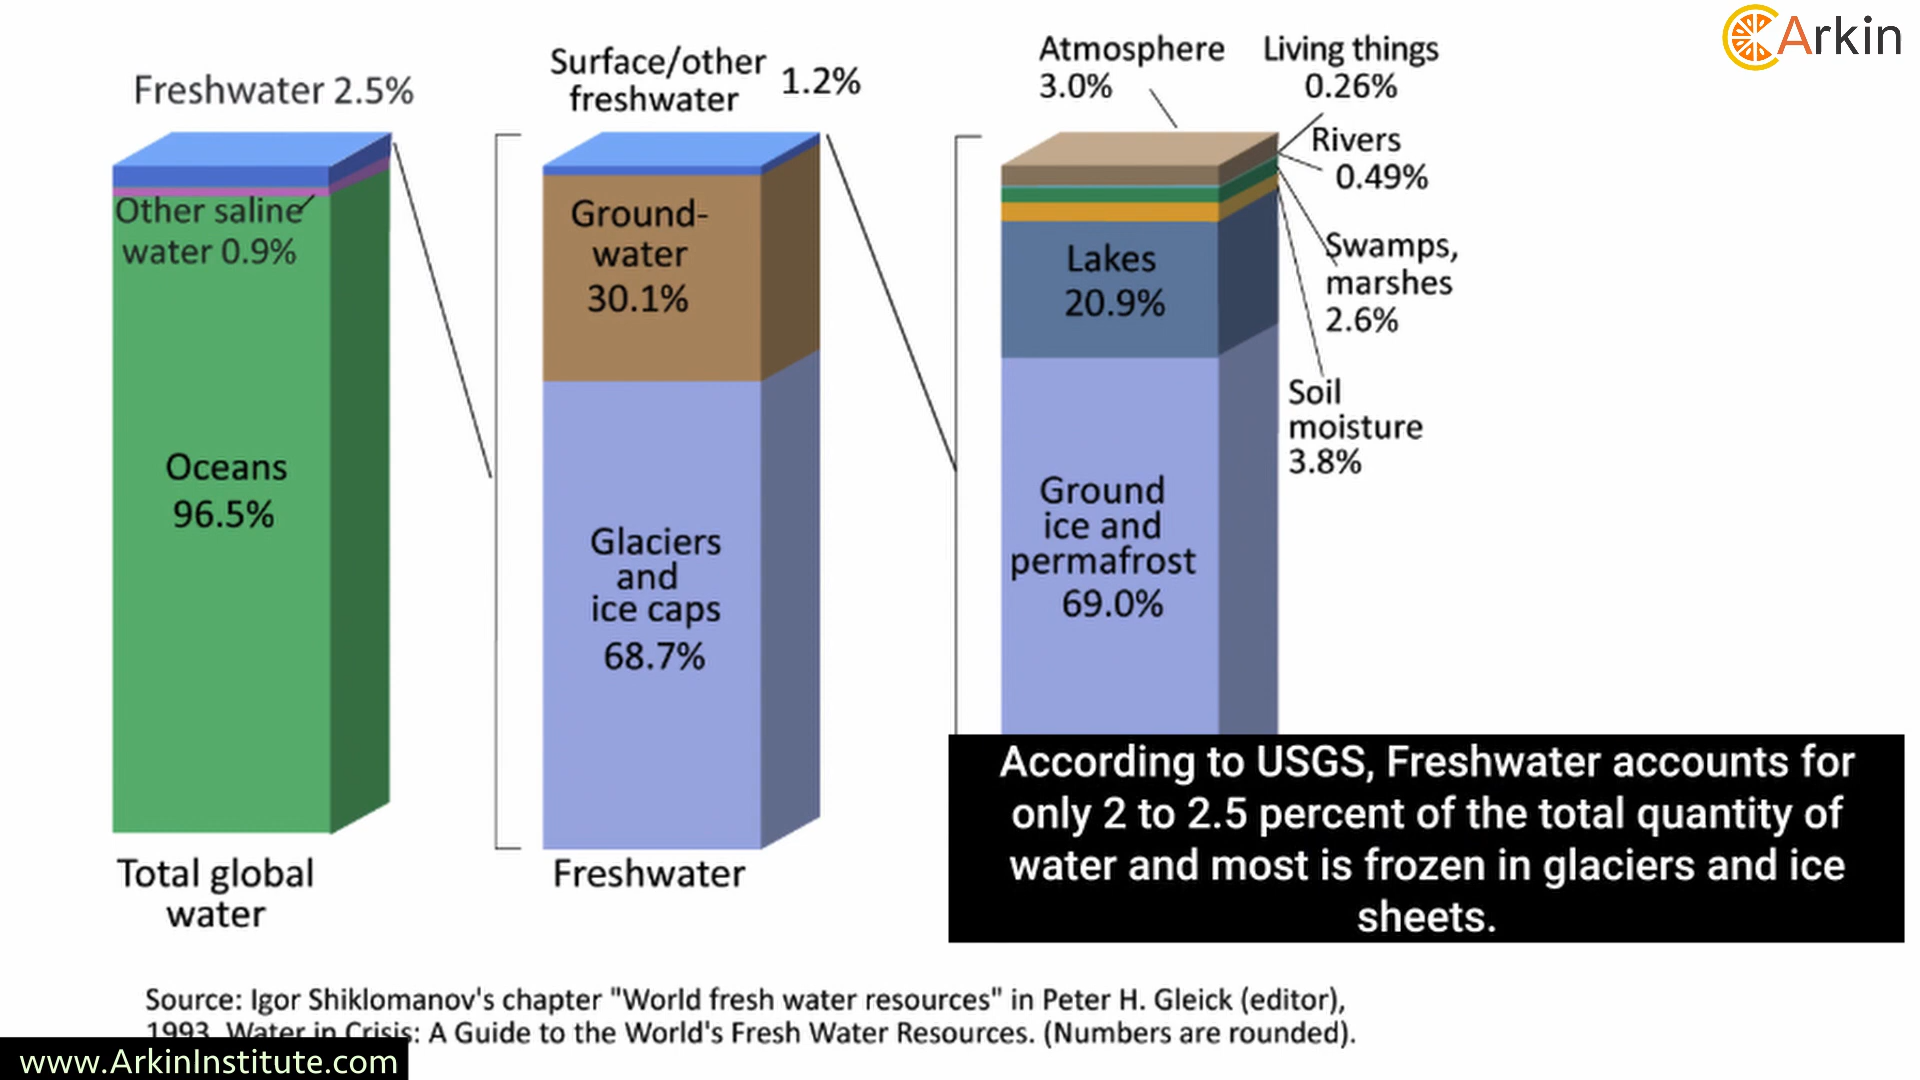 Arkin
Freshwater 2.5%
Other saline
water 0.9%
Oceans
96.5%
Total global
water
Surface/other
freshwater
1.2%
Ground-
water
30.1%
Glaciers
and
ice caps
68.7%
Freshwater
Atmosphere
3.0%
Living things
0.26%
Rivers
0.49%
Swamps,
marshes
2.6%
Soil
moisture
3.8%
Lakes
20.9%
Ground
ice and
permafrost
69.0%
According to USGS, Freshwater accounts for
only 2 to 2.5 percent of the total quantity of
water and most is frozen in glaciers and ice
sheets.
Source: Igor Shiklomanov's chapter "World fresh water resources" in Peter H. Gleick (editor),
1993, Water in Crisis: A Guide to the World's Fresh Water Resources. (Numbers are rounded).
www.ArkinInstitute.com